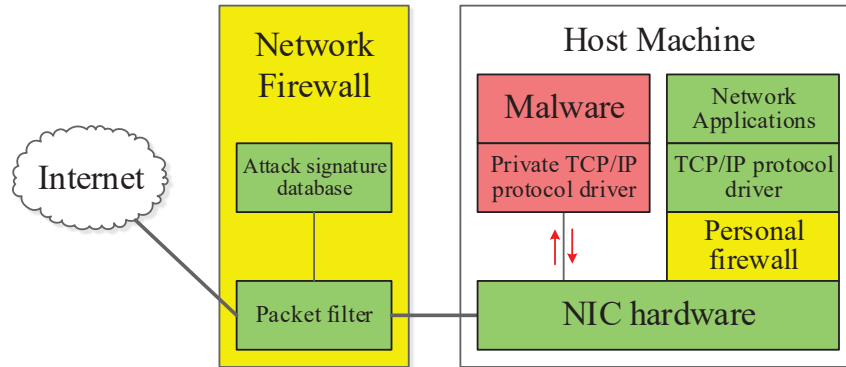 Network
Firewall
Host Machine
Malware
Network
Applications
Internet
Attack signature
database
Private TCP/IP
protocol driver
TCP/IP protocol
driver
Personal
firewall
Packet filter
NIC hardware